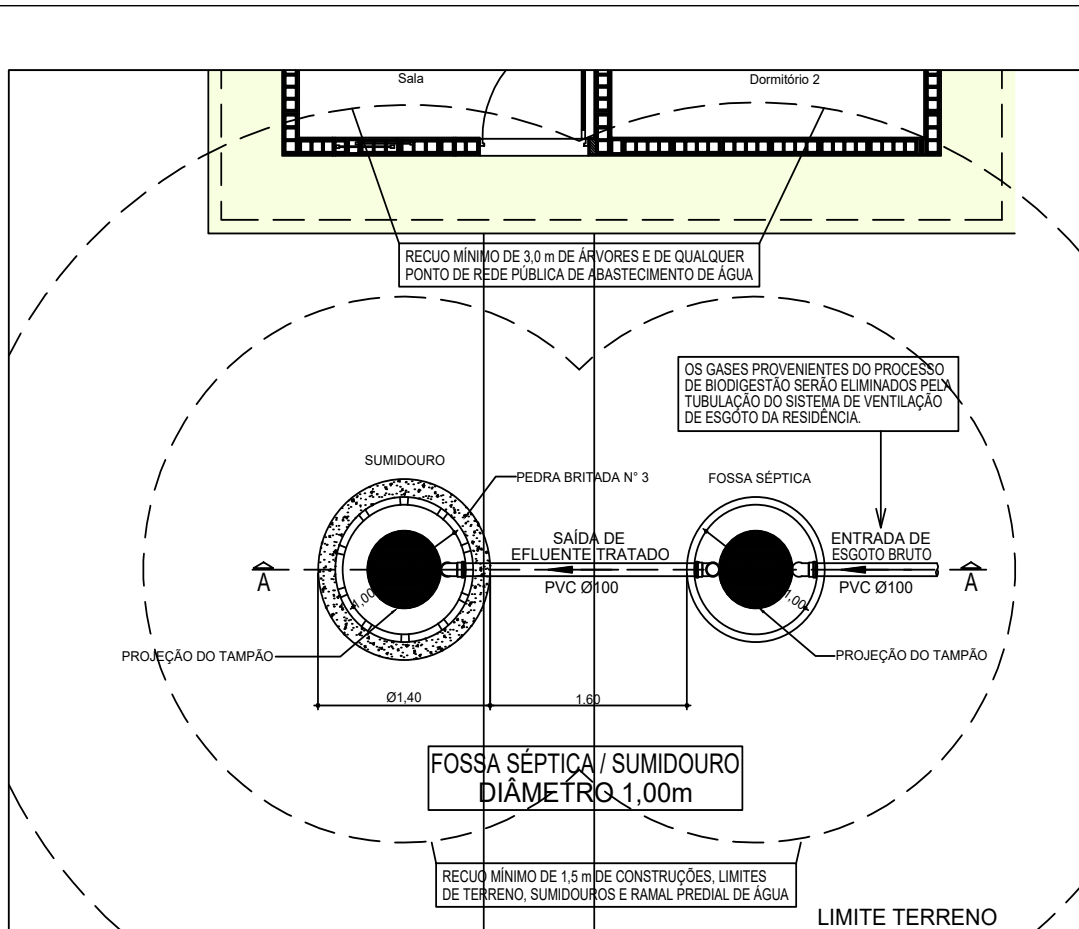 Sala
Dormitório 2
RECUO MÍNIMO DE 3,0 m DE ÁRVORES E DE QUALQUER
PONTO DE REDE PÚBLICA DE ABASTECIMENTO DE ÁGUA
OS GASES PROVENIENTES DO PROCESSO
DE BIODIGESTÃO SERÃO ELIMINADOS PELA
TUBULAÇÃO DO SISTEMA DE VENTILAÇÃO
DE ESGOTO DA RESIDÊNCIA.
SUMIDOURO
PEDRA BRITADA N° 3
FOSSA SÉPTICA
SAÍDA DE
EFLUENTE TRATADO
PVC Ø100
ENTRADA DE
ESGOTO BRUTO
PVC Ø100
A
A
1,00
1,00
PROJEÇÃO DO TAMPÃO
PROJEÇÃO DO TAMPÃO
Ø1,40
1.60
FOSSA SÉPTICA / SUMIDOURO
DIÂMETRO 1,00m
RECUO MÍNIMO DE 1,5 m DE CONSTRUÇÕES, LIMITES
DE TERRENO, SUMIDOUROS E RAMAL PREDIAL DE ÁGUA
LIMITE TERRENO